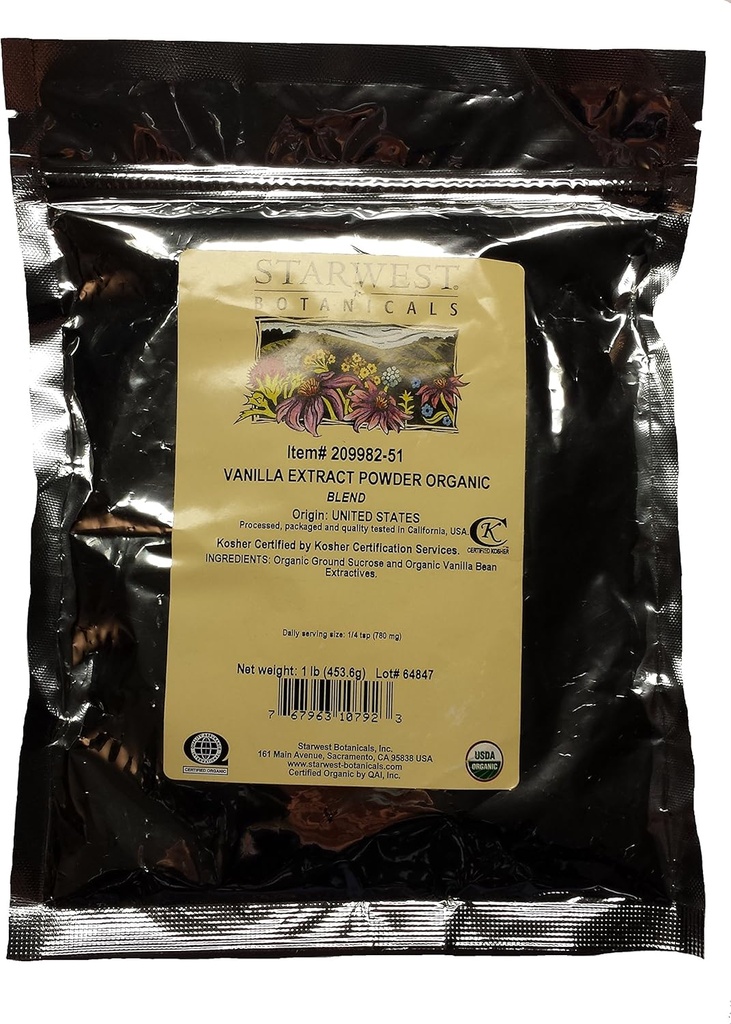 STARWEST®
BOTANICALS
Item# 209982-51
VANILLA EXTRACT POWDER ORGANIC
BLEND
Origin: UNITED STATES
Processed, packaged and quality tested in California, USA.
CK
CERTIFIED KOSHER
Kosher Certified by Kosher Certification Services.
INGREDIENTS: Organic Ground Sucrose and Organic Vanilla Bean
Extractives.
Daily serving size: 1/4 tsp (780 mg)
Net weight: 1 lb (453.6g) Lot# 64847
7 67963 10792 3
Starwest Botanicals, Inc.
161 Main Avenue, Sacramento, CA 95838 USA
www.starwest-botanicals.com
Certified Organic by QAI, Inc.
CERTIFIED ORGANIC
USDA
ORGANIC